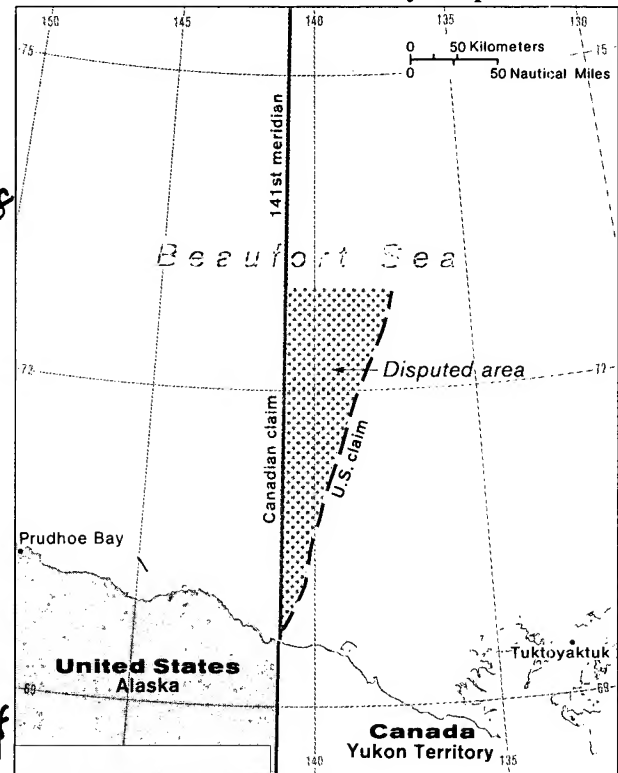 150
145
140
130
75
75
0 50 Kilometers
0 50 Nautical Miles
141st meridian
Beaufort Sea
72
Disputed area
72
Canadian claim
U.S. claim
Prudhoe Bay
Tuktoyaktuk
United States
Alaska
69
69
Canada
Yukon Territory
140
135